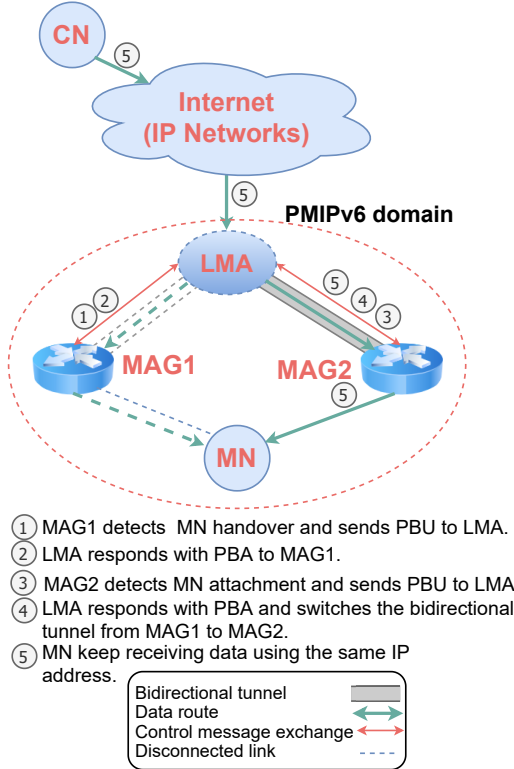 CN
5
Internet
(IP Networks)
5
PMIPv6 domain
LMA
2
1
5
4
3
MAG1
MAG2
5
MN
1 MAG1 detects MN handover and sends PBU to LMA.
2 LMA responds with PBA to MAG1.
3 MAG2 detects MN attachment and sends PBU to LMA
4 LMA responds with PBA and switches the bidirectional
tunnel from MAG1 to MAG2.
5 MN keep receiving data using the same IP
address.
Bidirectional tunnel
Data route
Control message exchange
Disconnected link